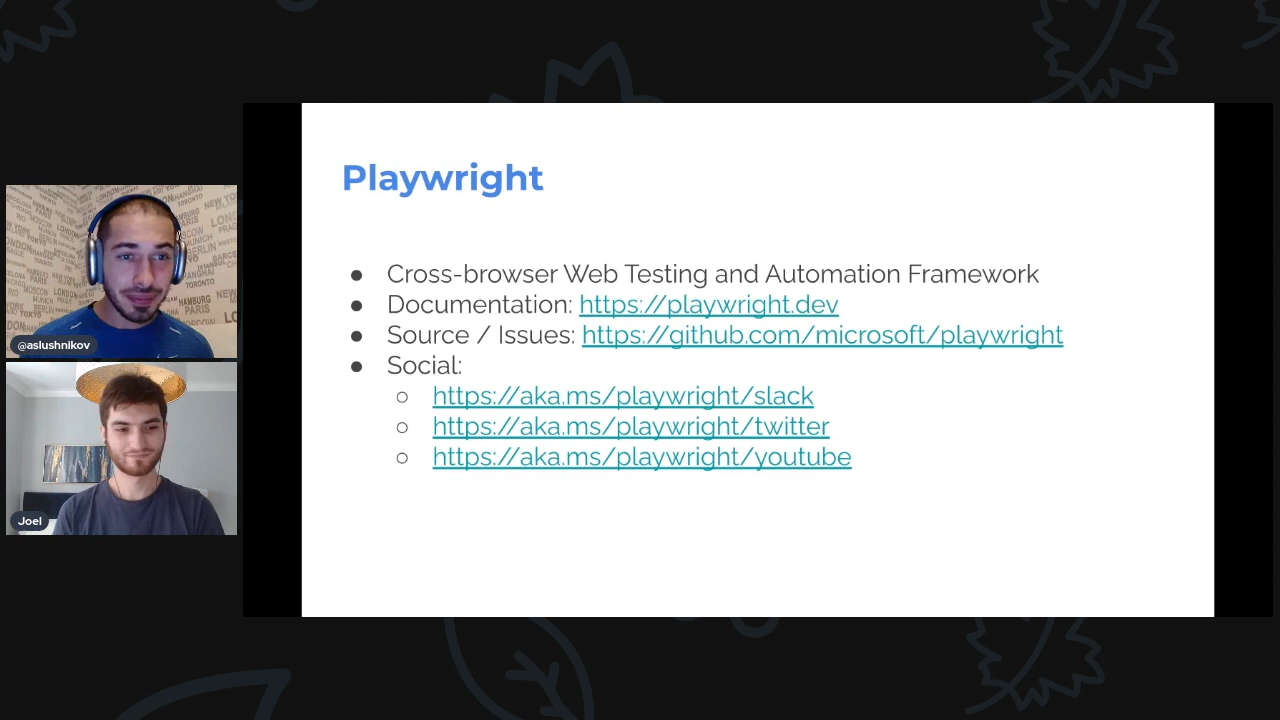 Playwright
● Cross-browser Web Testing and Automation Framework
● Documentation: https://playwright.dev
● Source / Issues: https://github.com/microsoft/playwright
● Social:
○ https://aka.ms/playwright/slack
○ https://aka.ms/playwright/twitter
○ https://aka.ms/playwright/youtube
@aslushnikov
Joel